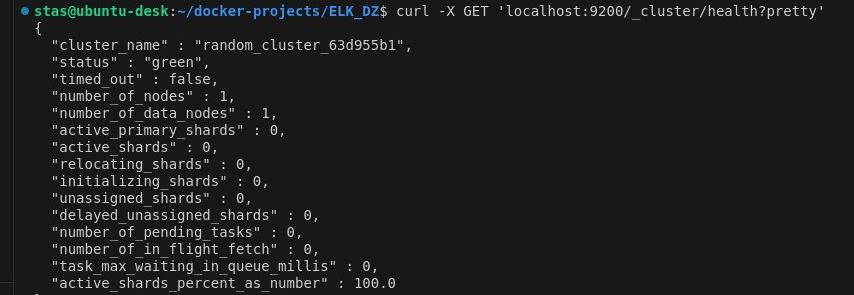 stas@ubuntu-desk:~/docker-projects/ELK_DZ$ curl -X GET 'localhost:9200/_cluster/health?pretty'
{
  "cluster_name" : "random_cluster_63d955b1",
  "status" : "green",
  "timed_out" : false,
  "number_of_nodes" : 1,
  "number_of_data_nodes" : 1,
  "active_primary_shards" : 0,
  "active_shards" : 0,
  "relocating_shards" : 0,
  "initializing_shards" : 0,
  "unassigned_shards" : 0,
  "delayed_unassigned_shards" : 0,
  "number_of_pending_tasks" : 0,
  "number_of_in_flight_fetch" : 0,
  "task_max_waiting_in_queue_millis" : 0,
  "active_shards_percent_as_number" : 100.0